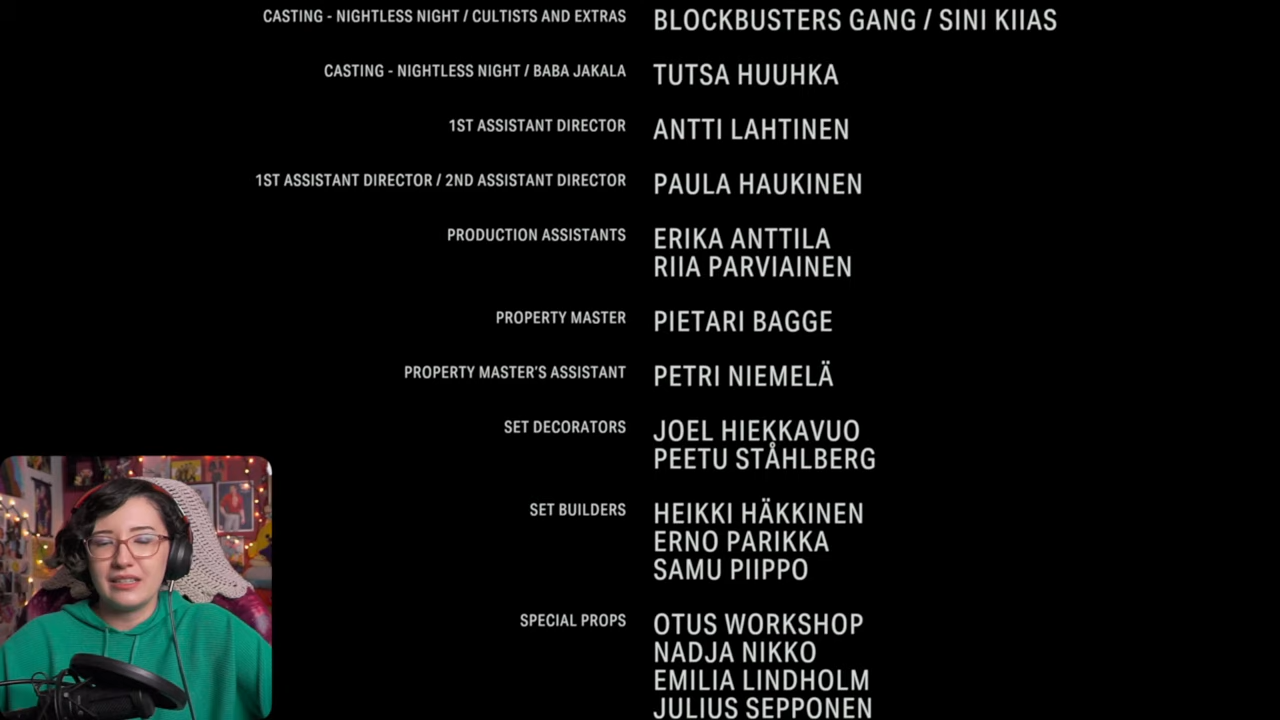 CASTING - NIGHTLESS NIGHT / CULTISTS AND EXTRAS BLOCKBUSTERS GANG / SINI KIIAS
CASTING - NIGHTLESS NIGHT / BABA JAKALA TUTSA HUUHKA
1ST ASSISTANT DIRECTOR ANTTI LAHTINEN
1ST ASSISTANT DIRECTOR / 2ND ASSISTANT DIRECTOR PAULA HAUKINEN
PRODUCTION ASSISTANTS ERIKA ANTTILA
RIIA PARVIAINEN
PROPERTY MASTER PIETARI BAGGE
PROPERTY MASTER'S ASSISTANT PETRI NIEMELÄ
SET DECORATORS JOEL HIEKKAVUO
PEETU STÅHLBERG
SET BUILDERS HEIKKI HÄKKINEN
ERNO PARIKKA
SAMU PIIPPO
SPECIAL PROPS OTUS WORKSHOP
NADJA NIKKO
EMILIA LINDHOLM
JULIUS SEPPONEN